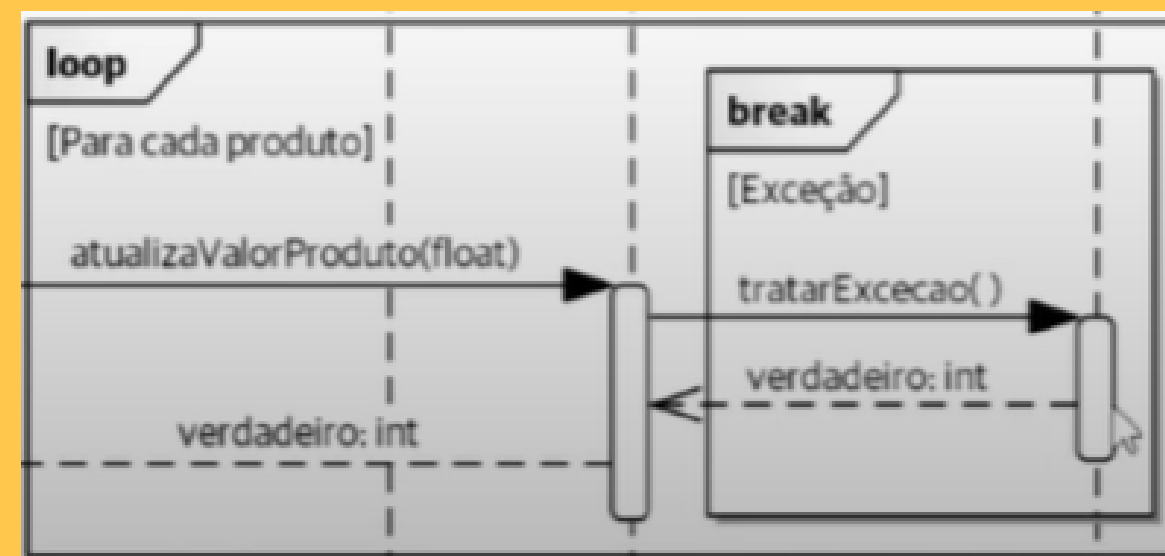 loop
[Para cada produto]
atualizaValorProduto(float)
verdadeiro: int
break
[Exceção]
tratarExcecao( )
verdadeiro: int